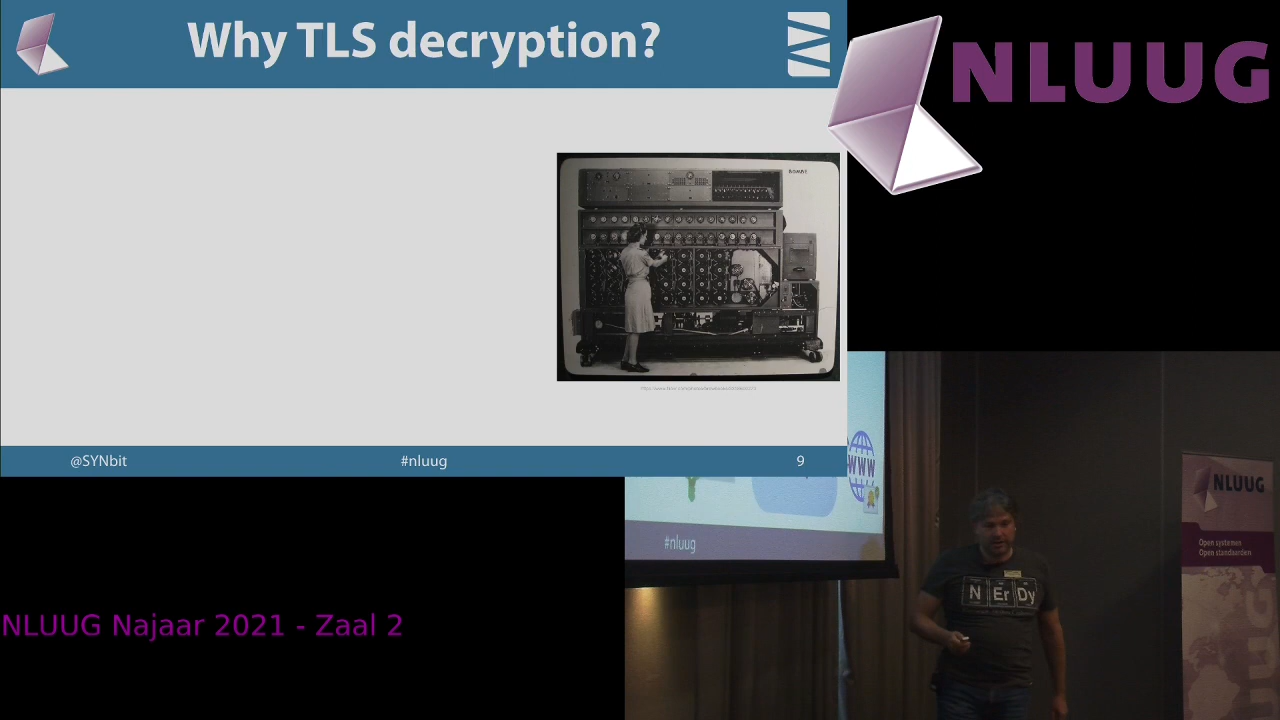 Why TLS decryption?
NLUUG
@SYNbit
#nluug
9
WWW
#nluug
NLUUG
Open systemen
Open standaarden
N Er Dy
NLUUG Najaar 2021 - Zaal 2